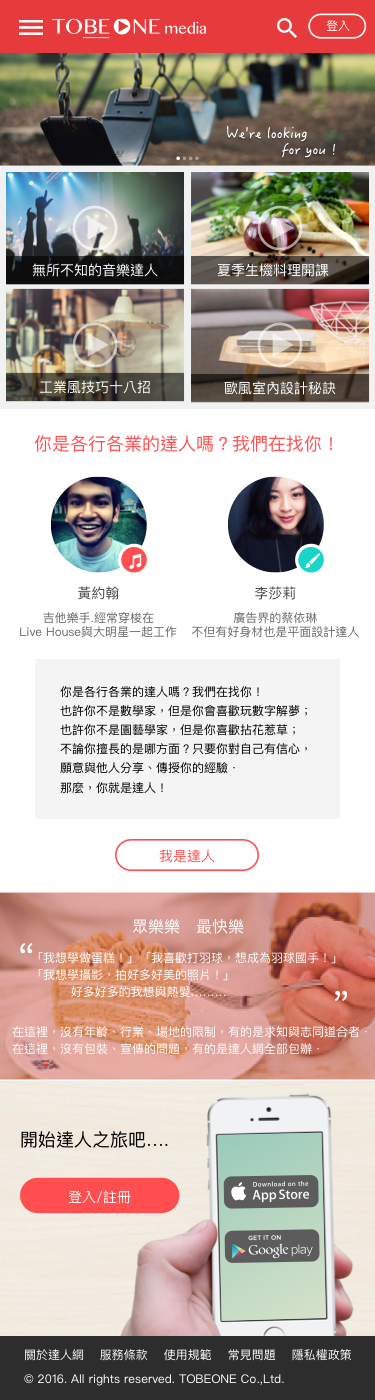 TOBEONE media
登入
We're looking
for you !
無所不知的音樂達人
夏季生機料理開課
工業風技巧十八招
歐風室內設計秘訣
你是各行各業的達人嗎？我們在找你！
黃約翰
吉他樂手.經常穿梭在
Live House與大明星一起工作
李莎莉
廣告界的蔡依琳
不但有好身材也是平面設計達人
你是各行各業的達人嗎？我們在找你！
也許你不是數學家，但是你會喜歡玩數字解夢；
也許你不是園藝學家，但是你喜歡拈花惹草；
不論你擅長的是哪方面？只要你對自己有信心，
願意與他人分享、傳授你的經驗．
那麼，你就是達人！
我是達人
眾樂樂　最快樂
“「我想學做蛋糕！」「我喜歡打羽球，想成為羽球國手！」
「我想學攝影，拍好多好美的照片！」
好多好多的我想與熱愛......... ”
在這裡，沒有年齡、行業、場地的限制，有的是求知與志同道合者．
在這裡，沒有包裝、宣傳的問題，有的是達人網全部包辦．
開始達人之旅吧....
登入/註冊
Download on the
App Store
GET IT ON
Google play
關於達人網 服務條款 使用規範 常見問題 隱私權政策
© 2016. All rights reserved. TOBEONE Co.,Ltd.